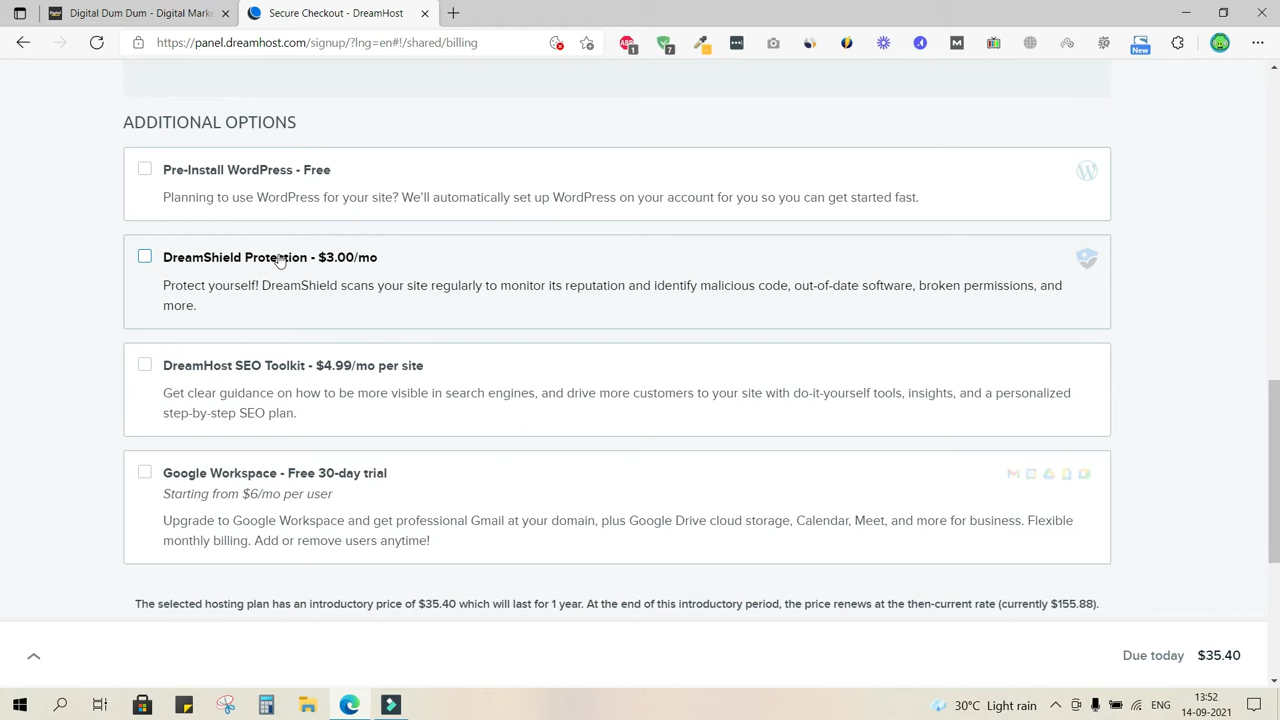 Digital Dum Dum - Digital Marke
Secure Checkout - DreamHost
https://panel.dreamhost.com/signup/?lng=en#!/shared/billing
1
7
New
ADDITIONAL OPTIONS
Pre-Install WordPress - Free
Planning to use WordPress for your site? We'll automatically set up WordPress on your account for you so you can get started fast.
DreamShield Protection - $3.00/mo
Protect yourself! DreamShield scans your site regularly to monitor its reputation and identify malicious code, out-of-date software, broken permissions, and
more.
DreamHost SEO Toolkit - $4.99/mo per site
Get clear guidance on how to be more visible in search engines, and drive more customers to your site with do-it-yourself tools, insights, and a personalized
step-by-step SEO plan.
Google Workspace - Free 30-day trial
Starting from $6/mo per user
Upgrade to Google Workspace and get professional Gmail at your domain, plus Google Drive cloud storage, Calendar, Meet, and more for business. Flexible
monthly billing. Add or remove users anytime!
The selected hosting plan has an introductory price of $35.40 which will last for 1 year. At the end of this introductory period, the price renews at the then-current rate (currently $155.88).
Due today $35.40
30°C Light rain
ENG
13:52
14-09-2021